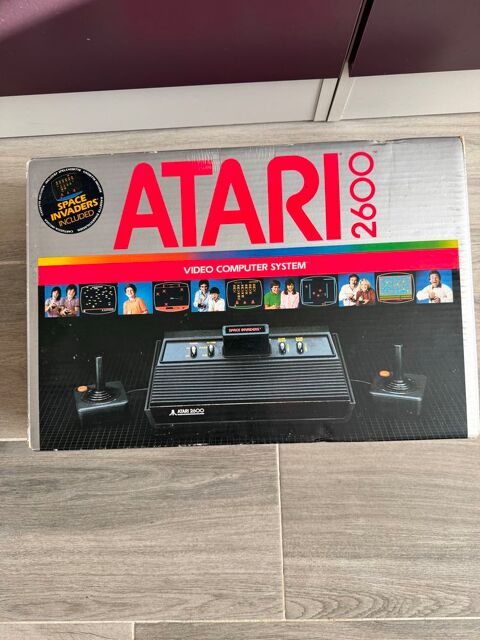 ATARI 2600
SPACE
INVADERS
INCLUDED
VIDEO COMPUTER SYSTEM
SPACE INVADERS
ATARI 2600